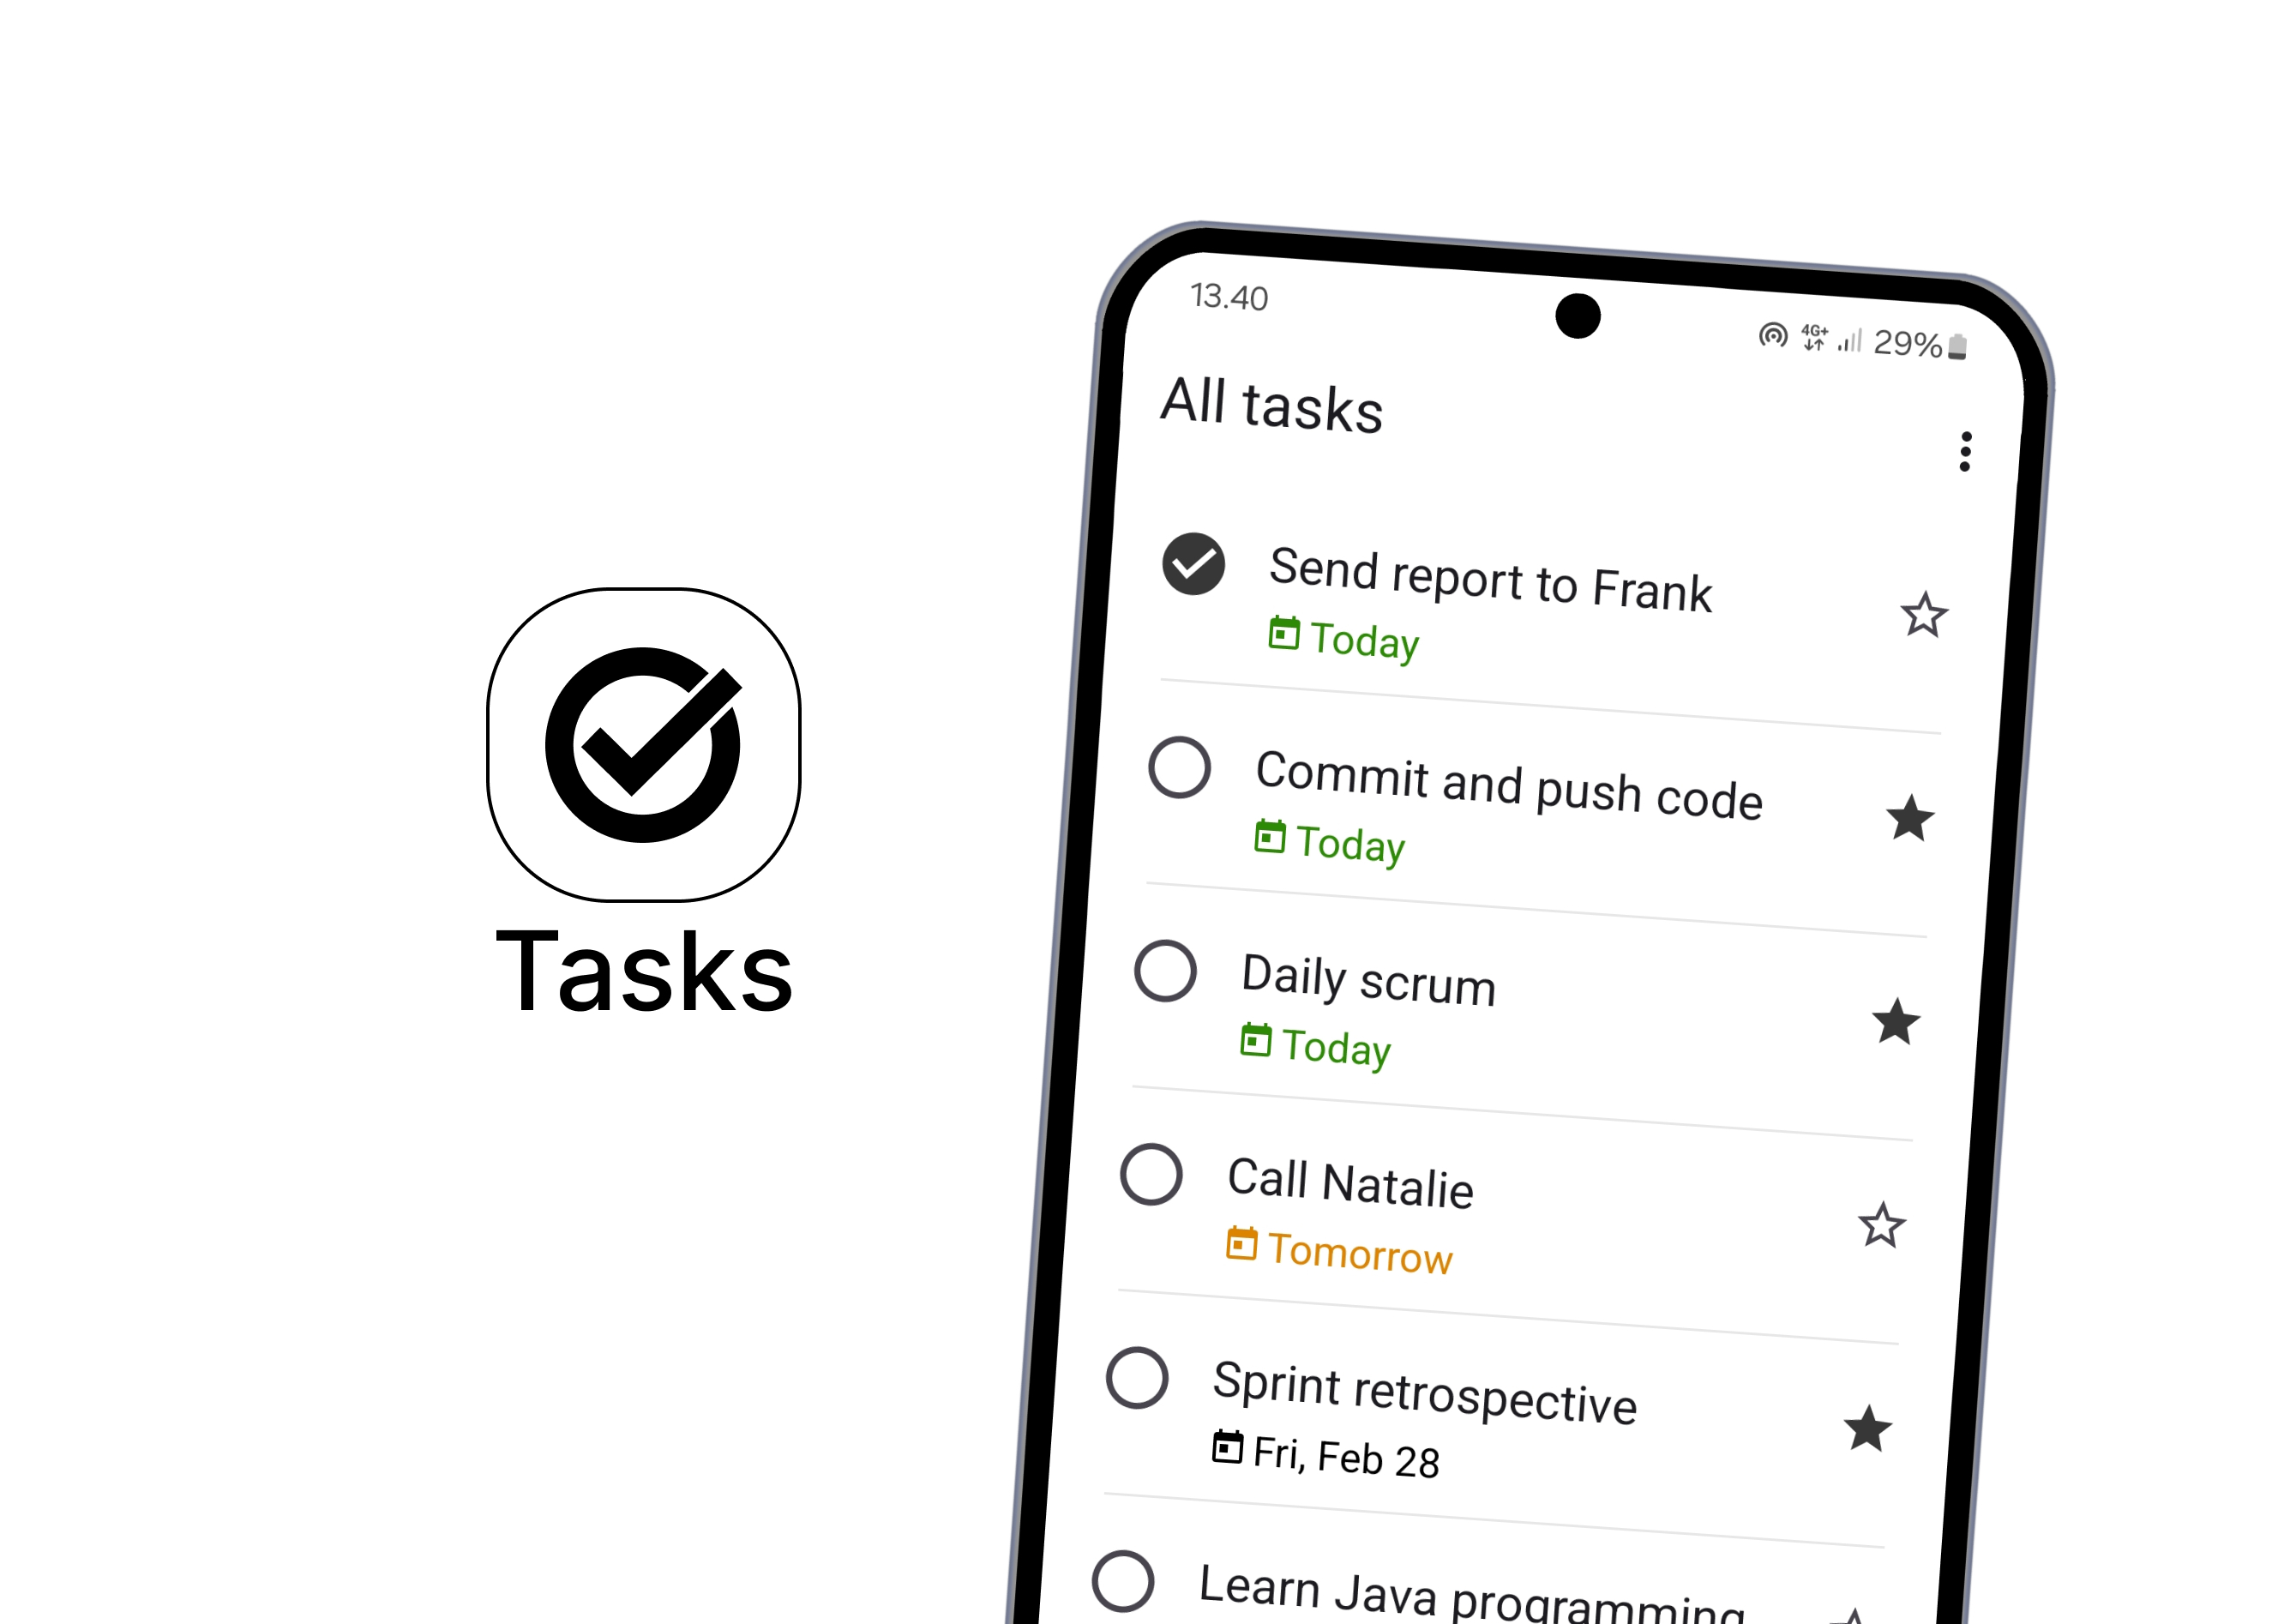 Tasks
13.40
4G+
29%
All tasks
Send report to Frank
Today
Commit and push code
Today
Daily scrum
Today
Call Natalie
Tomorrow
Sprint retrospective
Fri, Feb 28
Learn Java programming